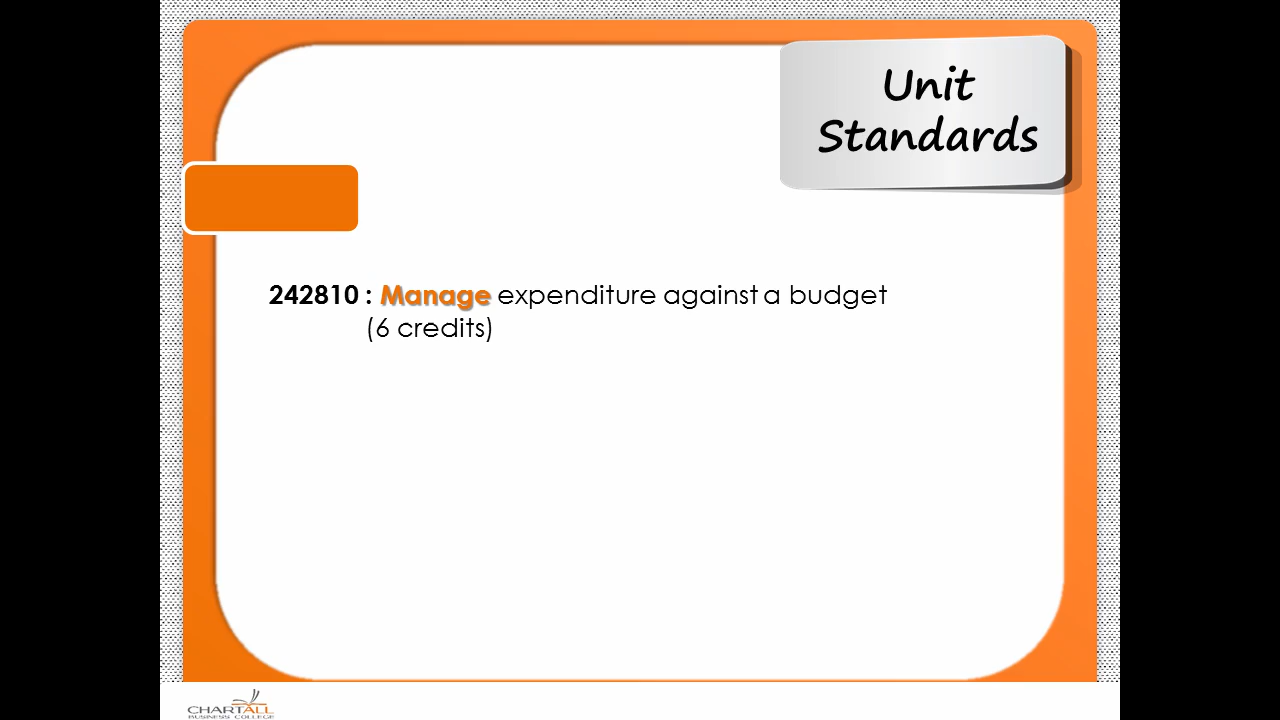 Unit
Standards
242810 : Manage expenditure against a budget
(6 credits)
CHARTALL
BUSINESS COLLEGE